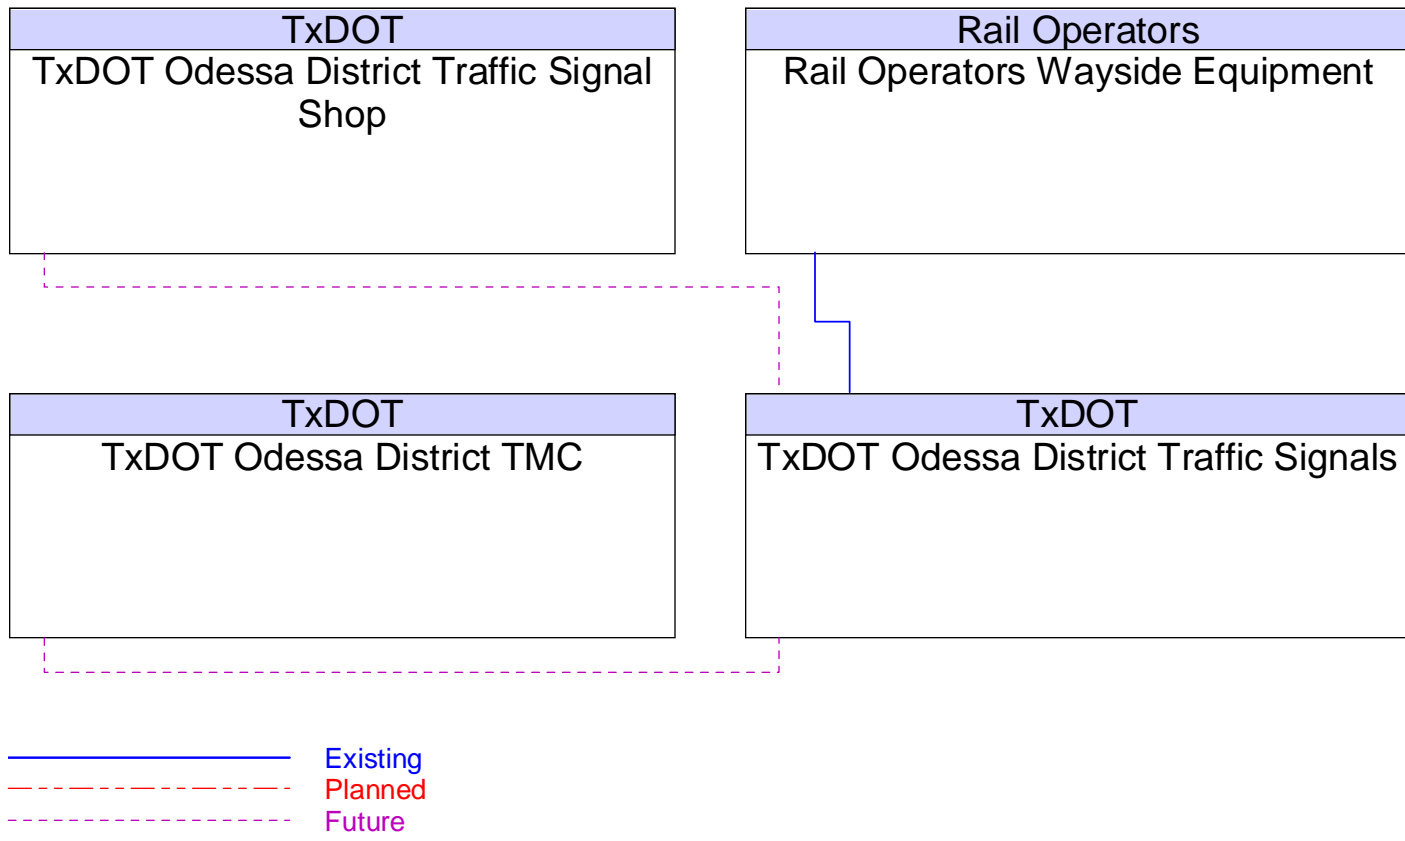 TxDOT
TxDOT Odessa District Traffic Signal
Shop
Rail Operators
Rail Operators Wayside Equipment
TxDOT
TxDOT Odessa District TMC
TxDOT
TxDOT Odessa District Traffic Signals
Existing
Planned
Future